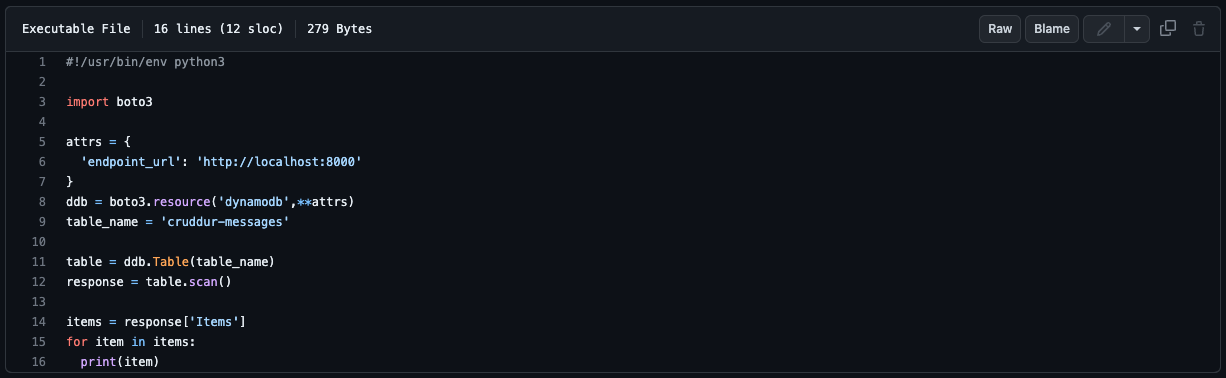 Executable File 16 lines (12 sloc) 279 Bytes Raw Blame
1 #!/usr/bin/env python3
2
3 import boto3
4
5 attrs = {
6   'endpoint_url': 'http://localhost:8000'
7 }
8 ddb = boto3.resource('dynamodb',**attrs)
9 table_name = 'cruddur-messages'
10
11 table = ddb.Table(table_name)
12 response = table.scan()
13
14 items = response['Items']
15 for item in items:
16   print(item)